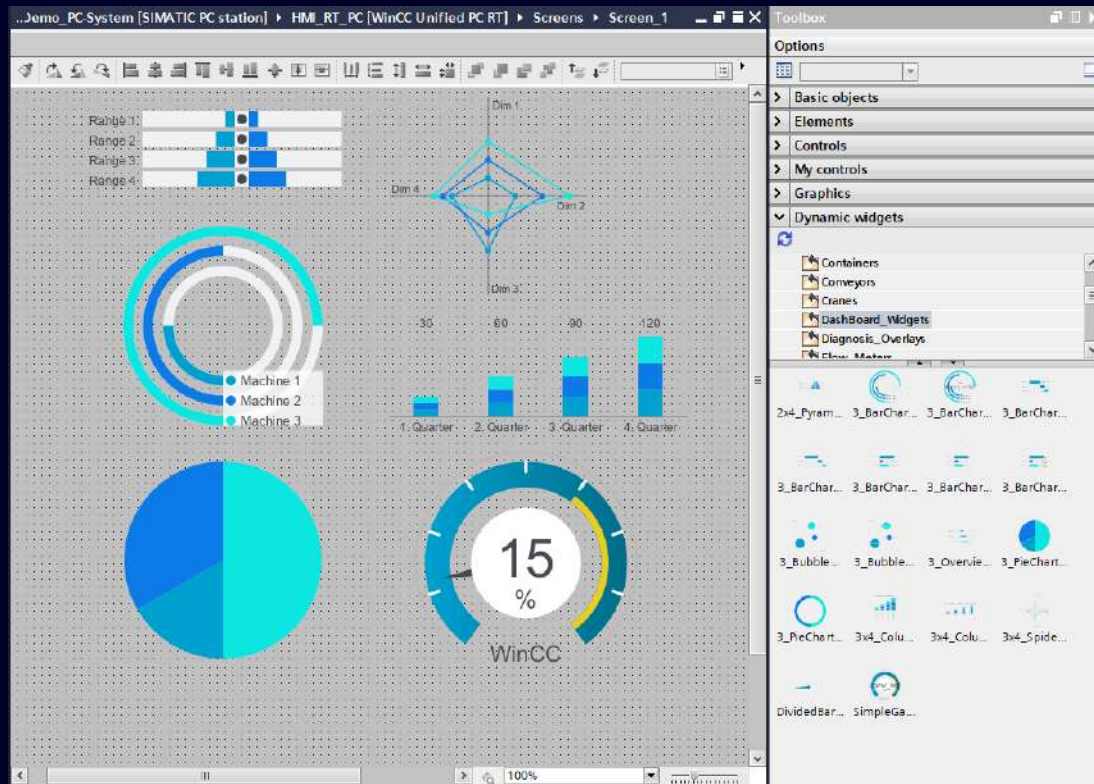 ...Demo_PC-System [SIMATIC PC station] ▸ HMI_RT_PC [WinCC Unified PC RT] ▸ Screens ▸ Screen_1
Toolbox
Options
Basic objects
Elements
Controls
My controls
Graphics
Dynamic widgets
Containers
Conveyors
Cranes
DashBoard_Widgets
Diagnosis_Overlays
Flow_Meters
2x4_Pyram... 3_BarChar... 3_BarChar... 3_BarChar...
3_BarChar... 3_BarChar... 3_BarChar... 3_BarChar...
3_Bubble... 3_Bubble... 3_Overvie... 3_PieChart...
3_PieChart... 3x4_Colu... 3x4_Colu... 3x4_Spide...
DividedBar... SimpleGa...
Range 1
Range 2
Range 3
Range 4
Dim 1
Dim 4
Dim 2
Dim 3
Machine 1
Machine 2
Machine 3
30 60 90 120
1. Quarter 2. Quarter 3. Quarter 4. Quarter
15
%
WinCC
100%